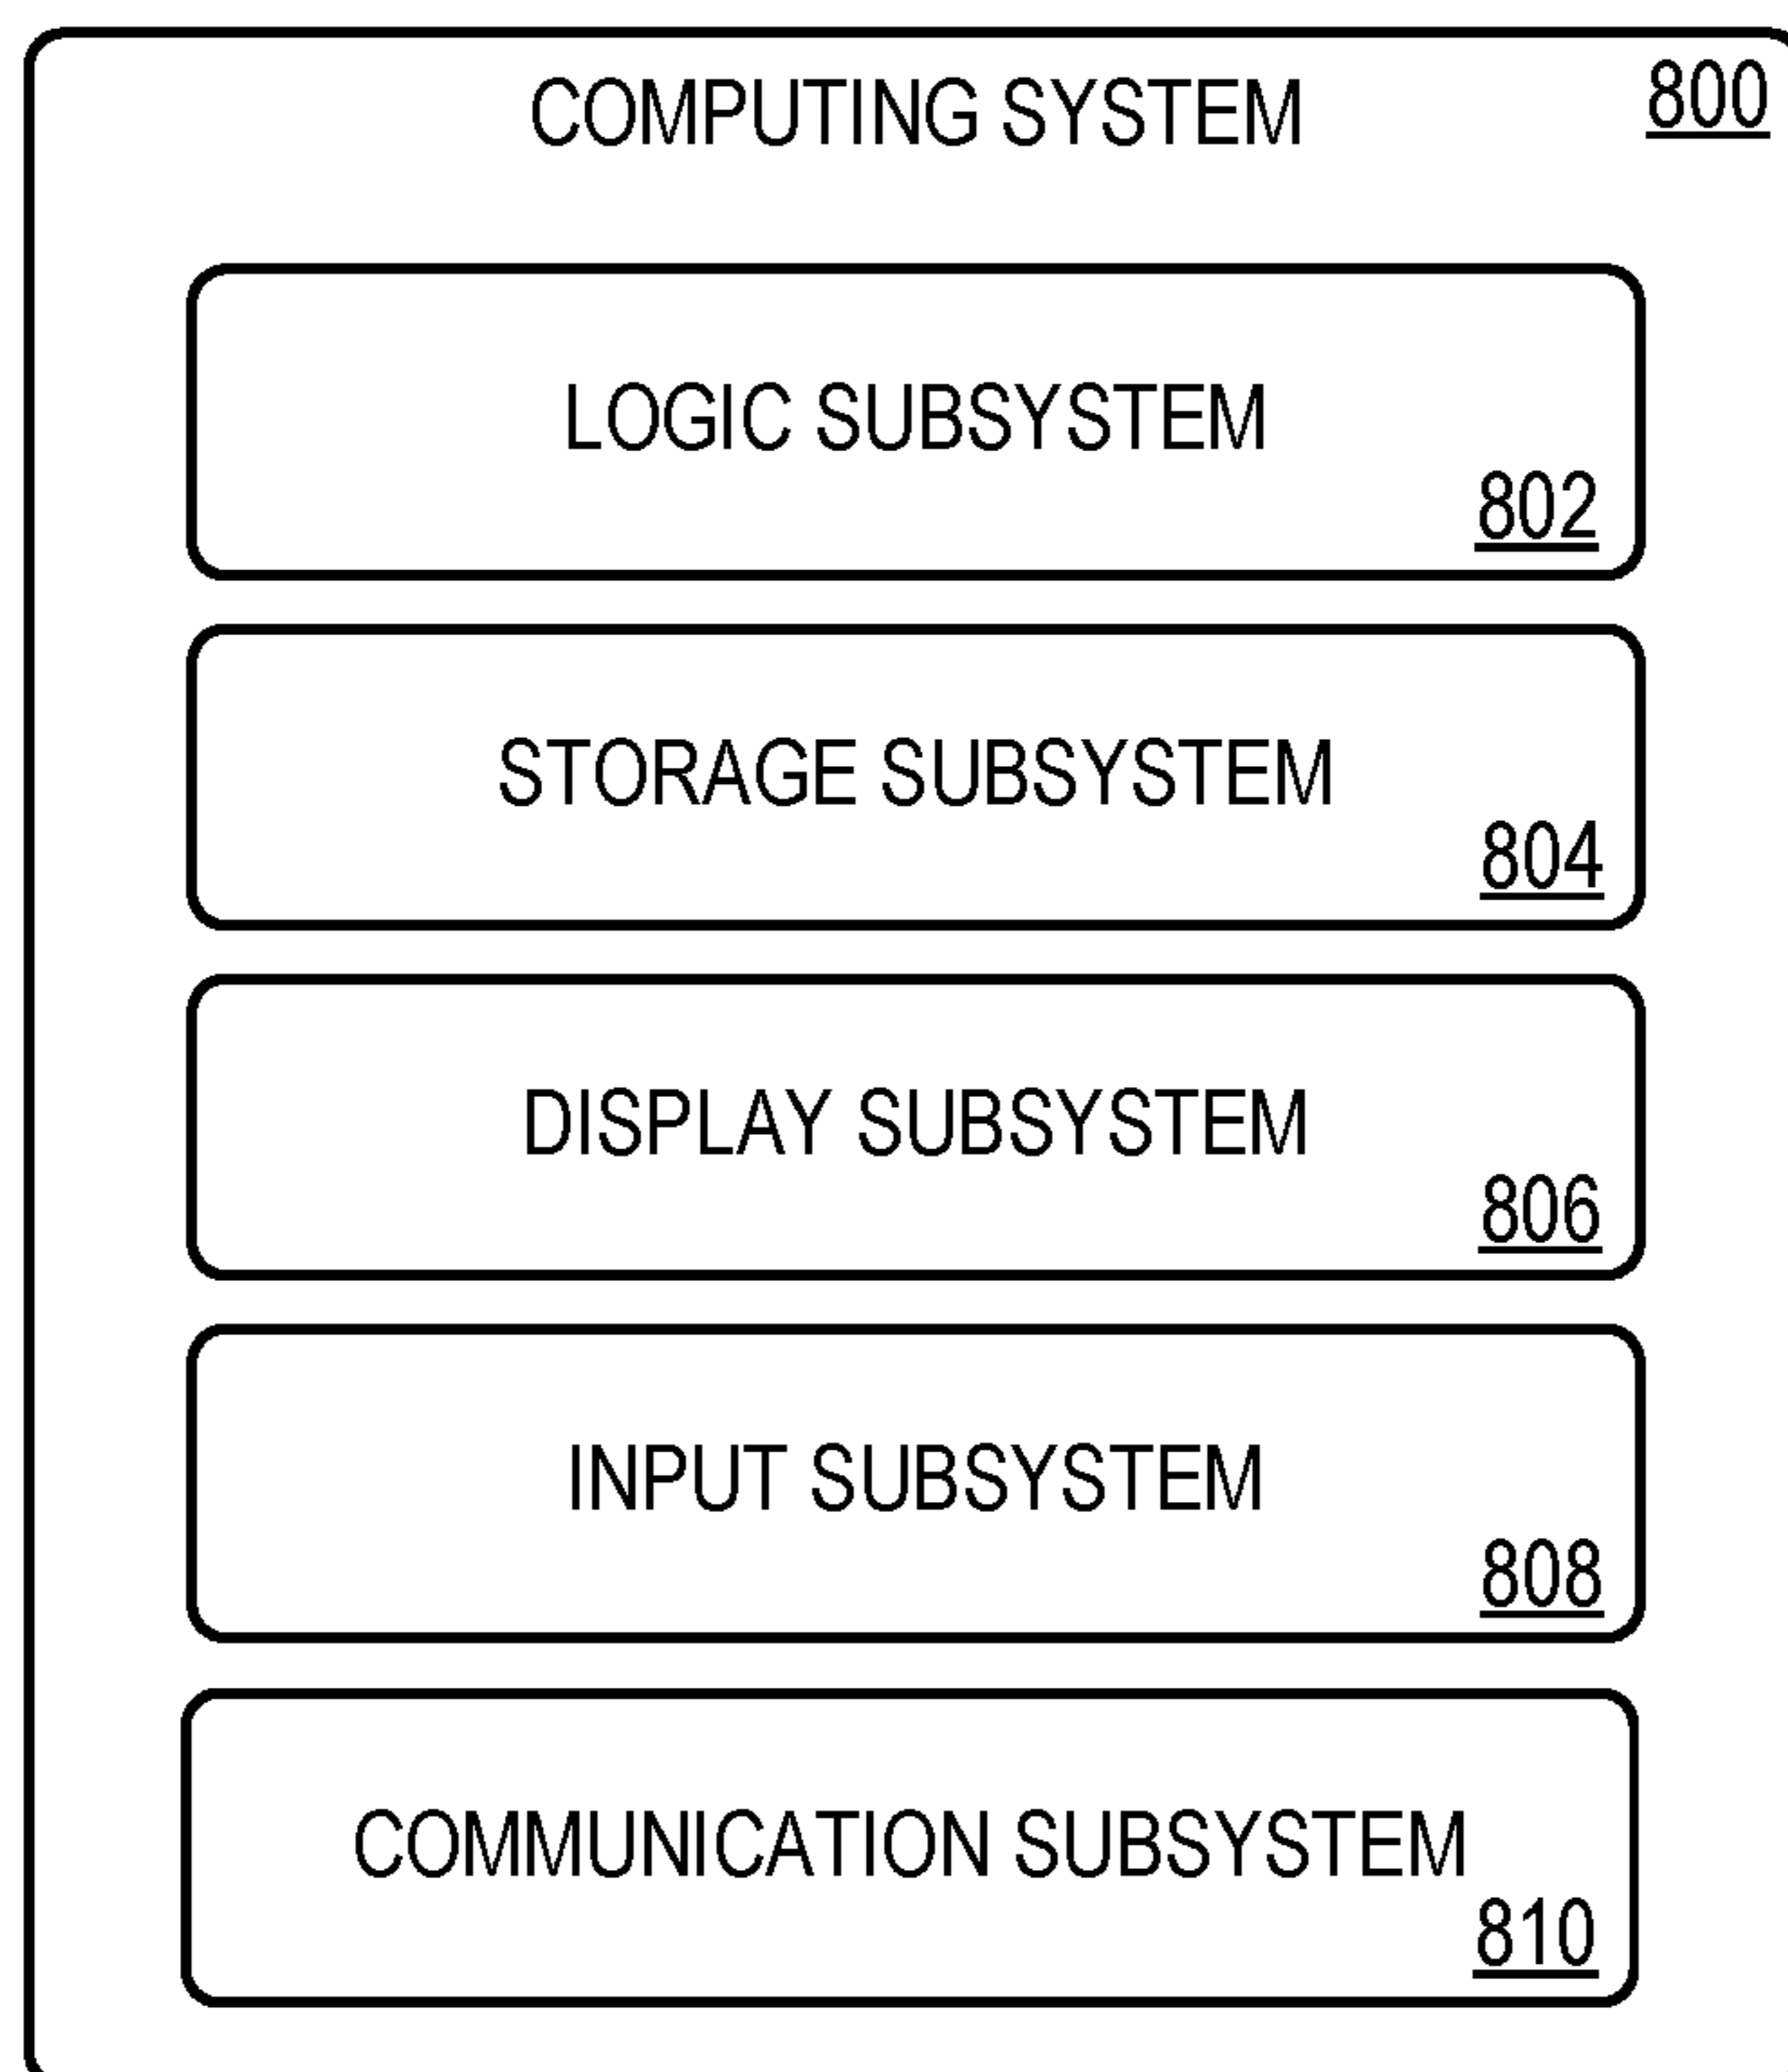 COMPUTING SYSTEM 800
LOGIC SUBSYSTEM
802
STORAGE SUBSYSTEM
804
DISPLAY SUBSYSTEM
806
INPUT SUBSYSTEM
808
COMMUNICATION SUBSYSTEM
810